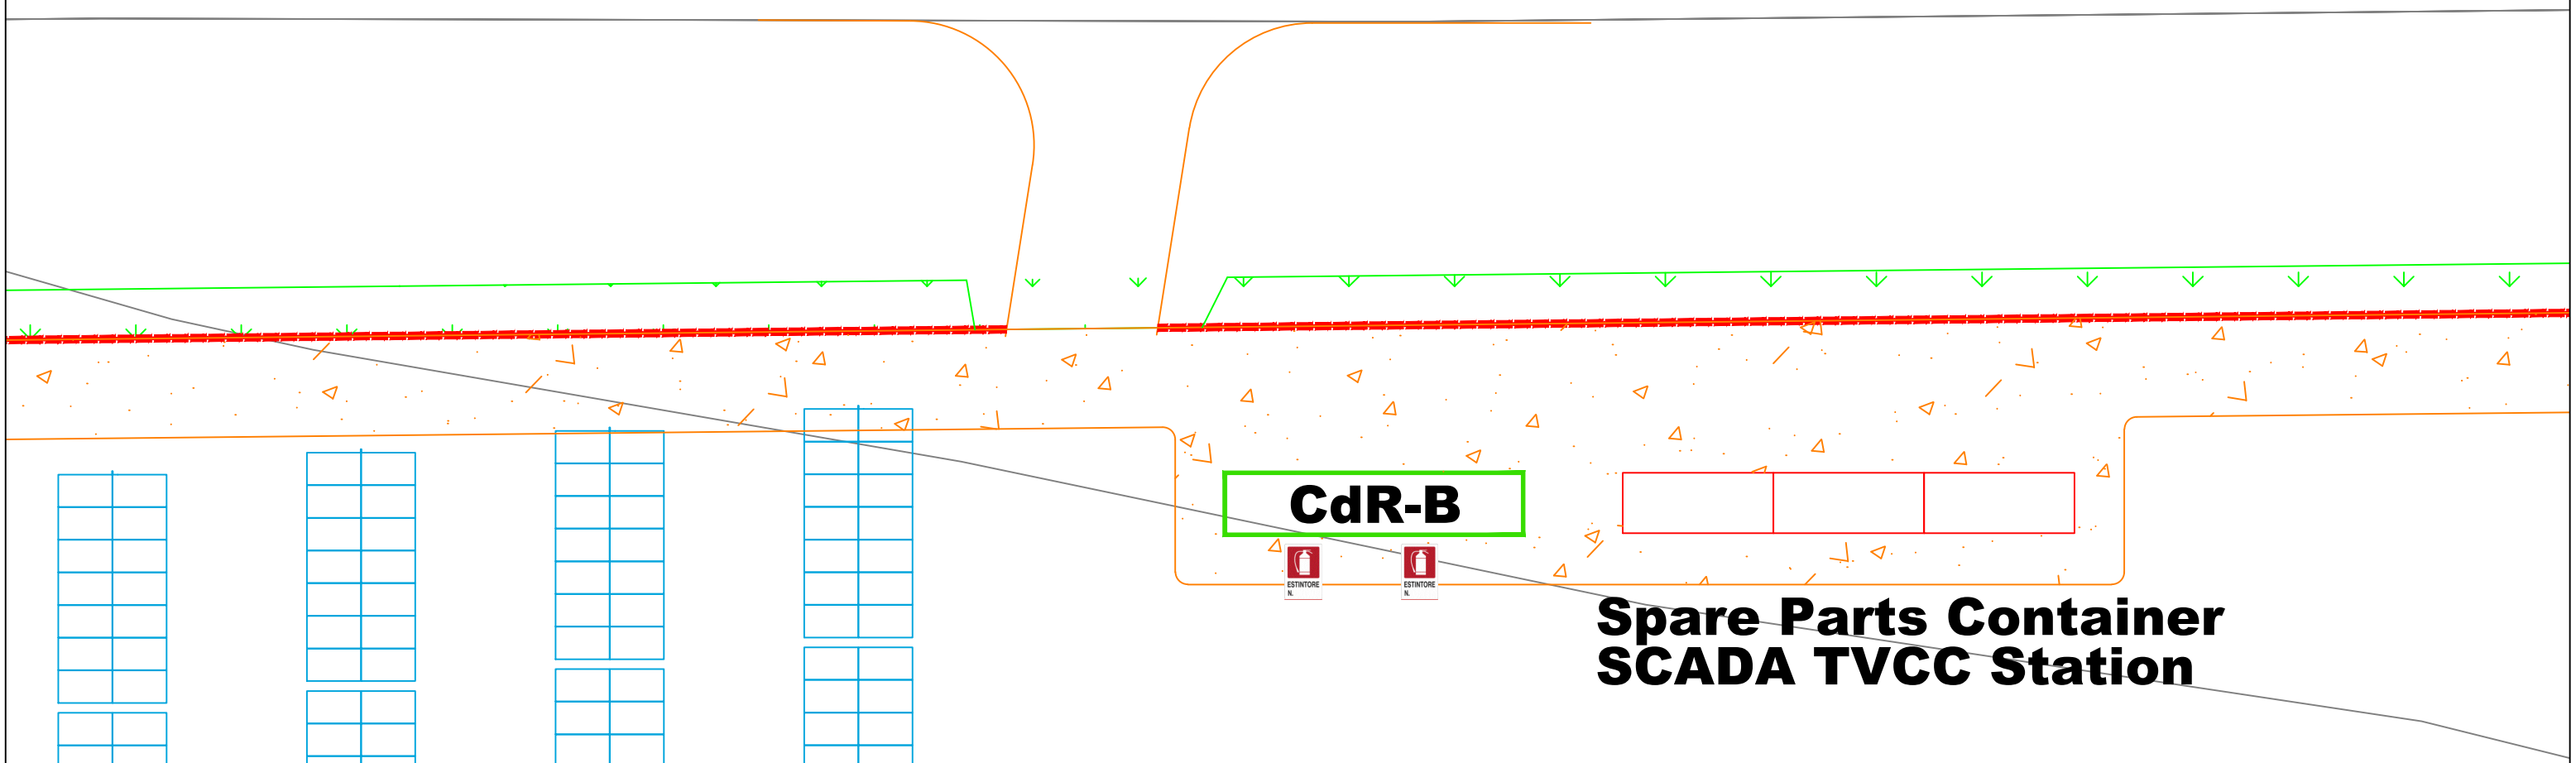 CdR-B
ESTINTORE
N.
ESTINTORE
N.
Spare Parts Container
SCADA TVCC Station